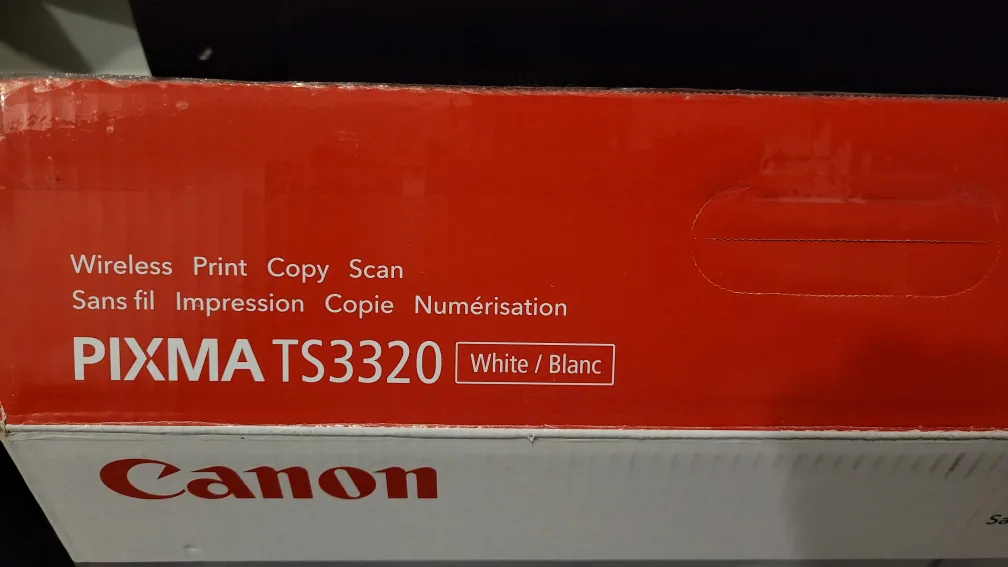 Wireless Print Copy Scan
Sans fil Impression Copie Numérisation
PIXMA TS3320 White / Blanc
Canon